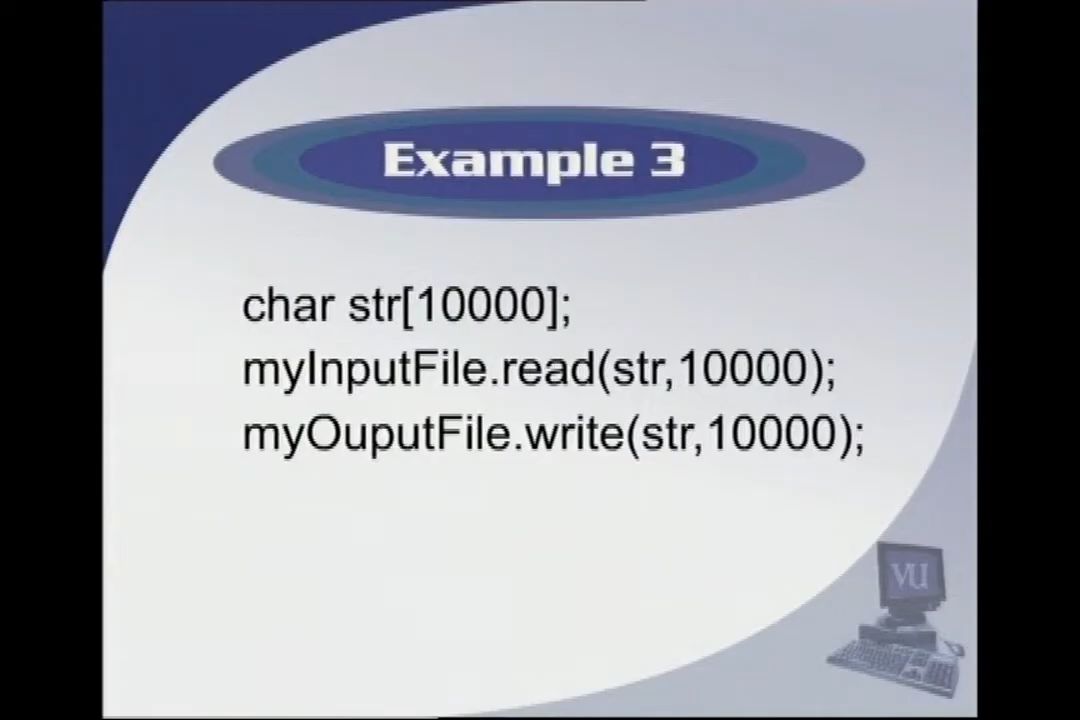 Example 3
char str[10000];
myInputFile.read(str,10000);
myOuputFile.write(str,10000);
VU